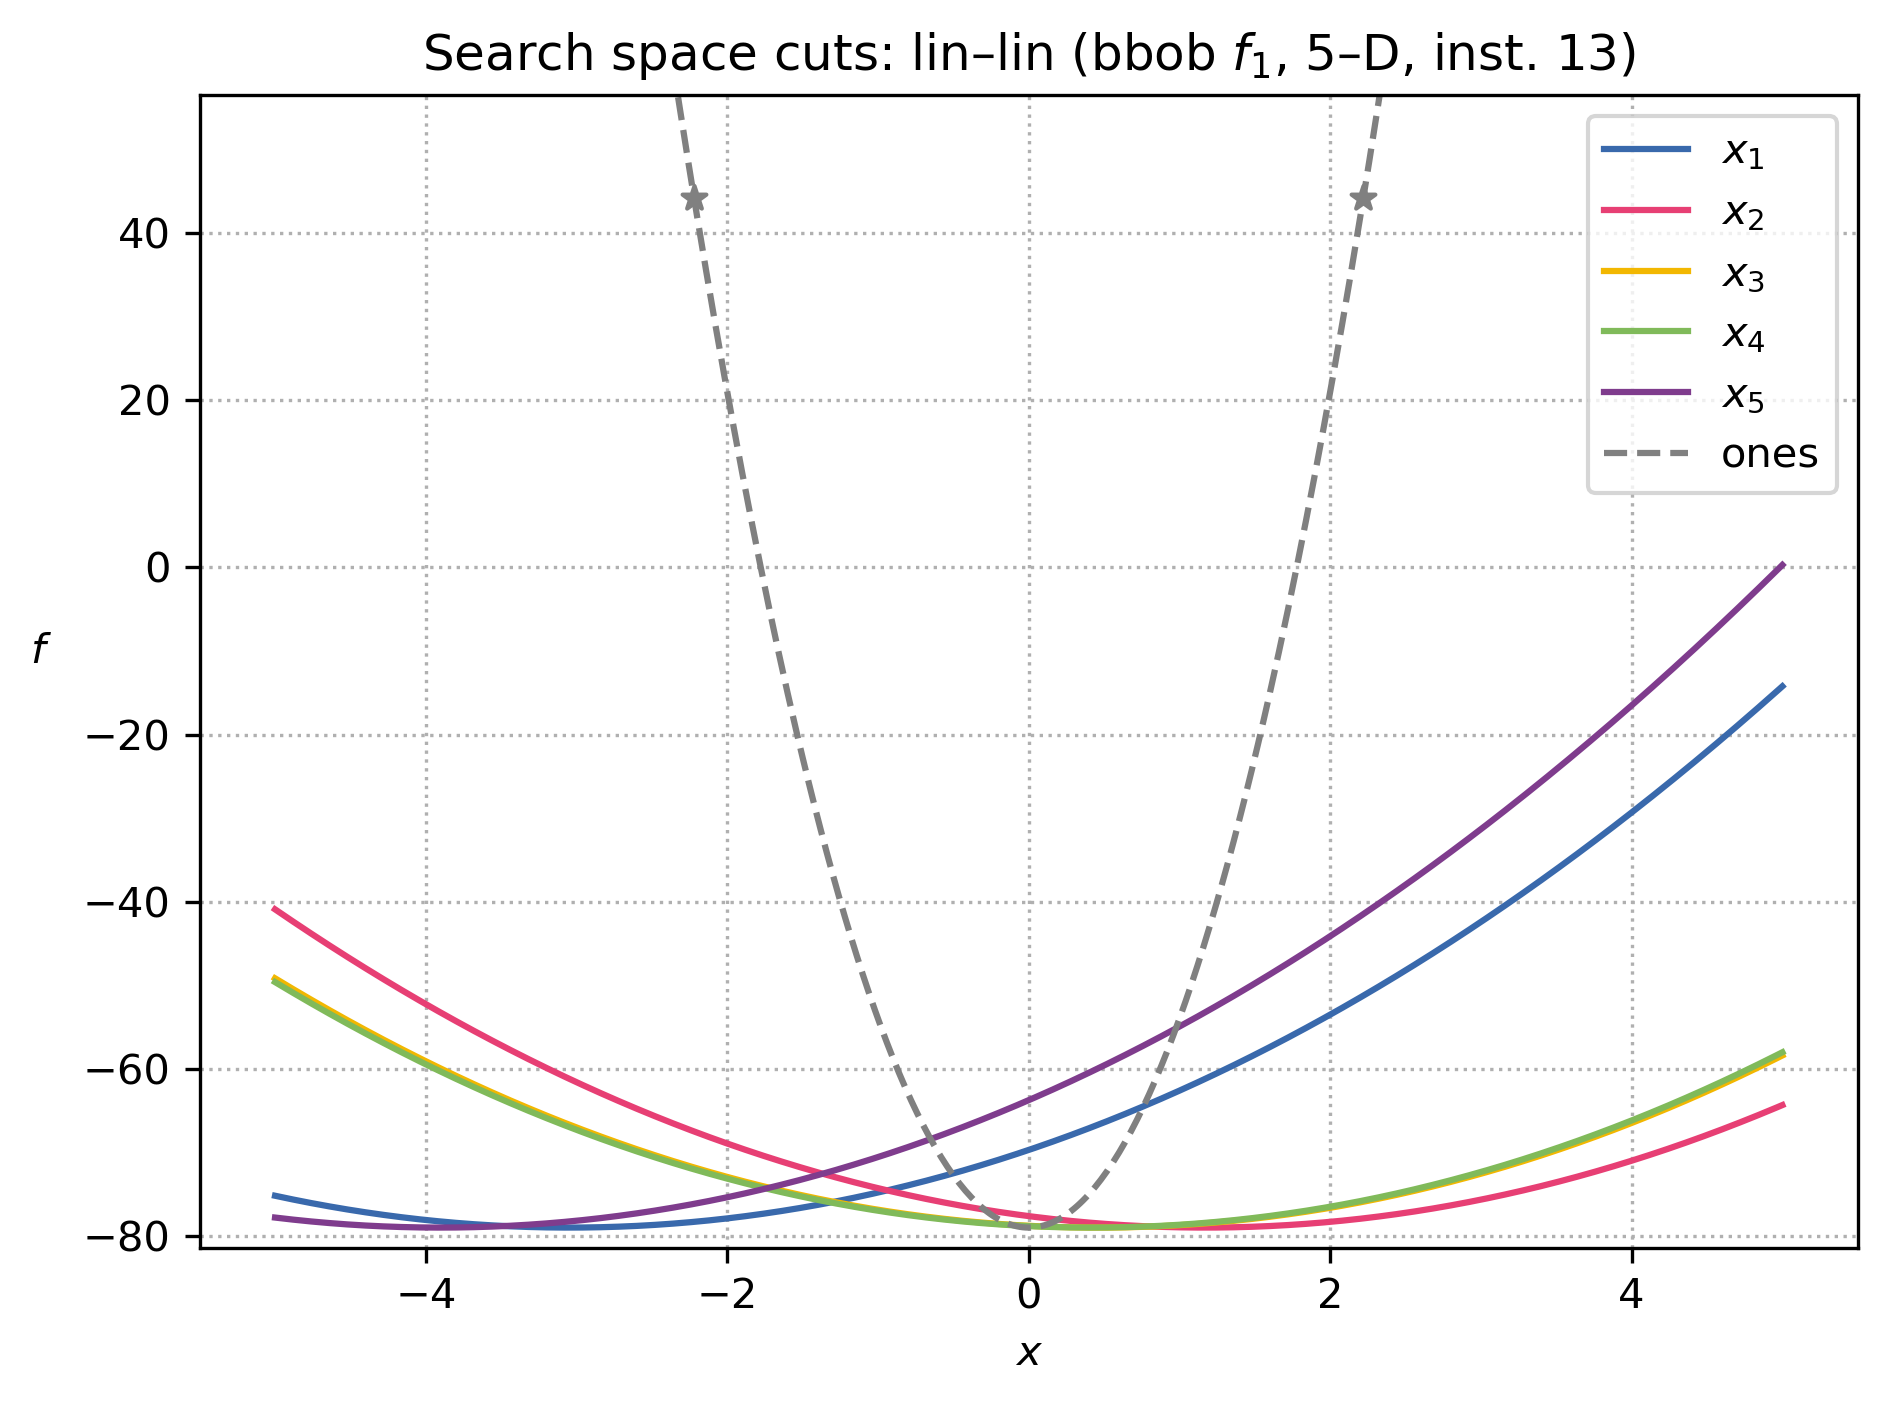 Search space cuts: lin–lin (bbob f₁, 5–D, inst. 13)
x₁
x₂
x₃
x₄
x₅
ones
40
20
0
−20
−40
−60
−80
f
−4 −2 0 2 4
x